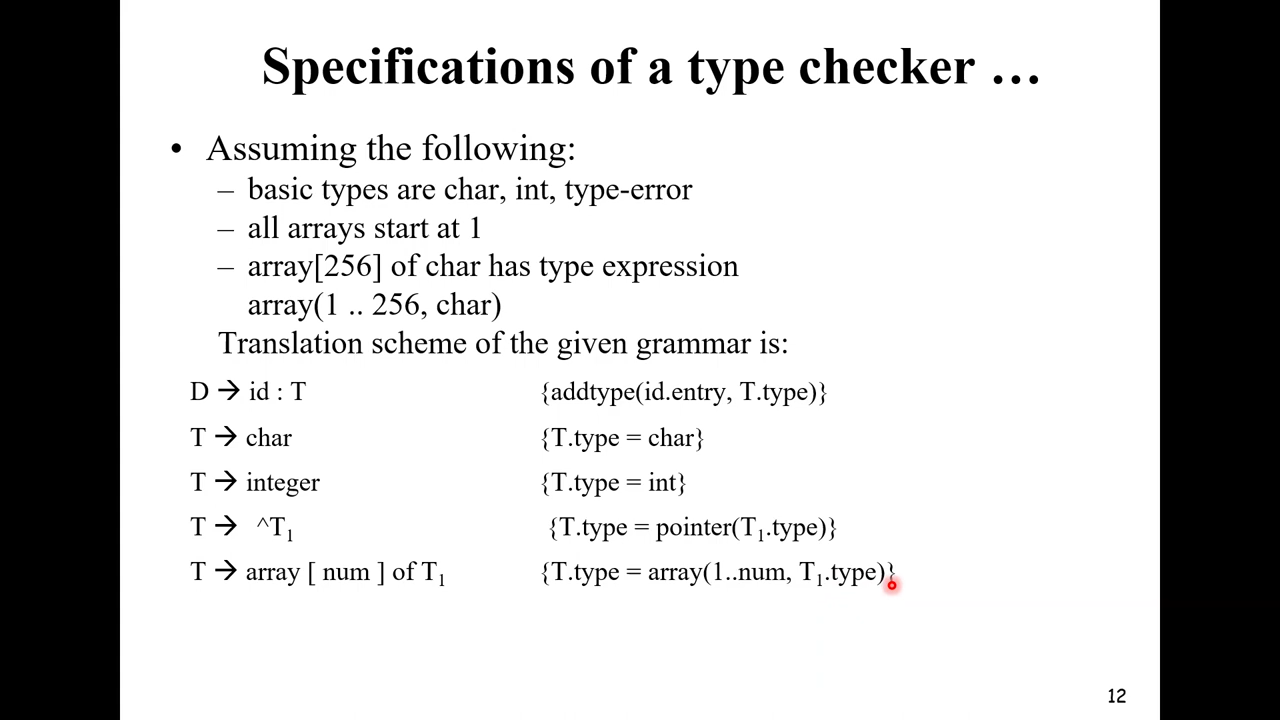 Specifications of a type checker …
• Assuming the following:
– basic types are char, int, type-error
– all arrays start at 1
– array[256] of char has type expression
array(1 .. 256, char)
Translation scheme of the given grammar is:
D → id : T {addtype(id.entry, T.type)}
T → char {T.type = char}
T → integer {T.type = int}
T → ^T₁ {T.type = pointer(T₁.type)}
T → array [ num ] of T₁ {T.type = array(1..num, T₁.type)}
12